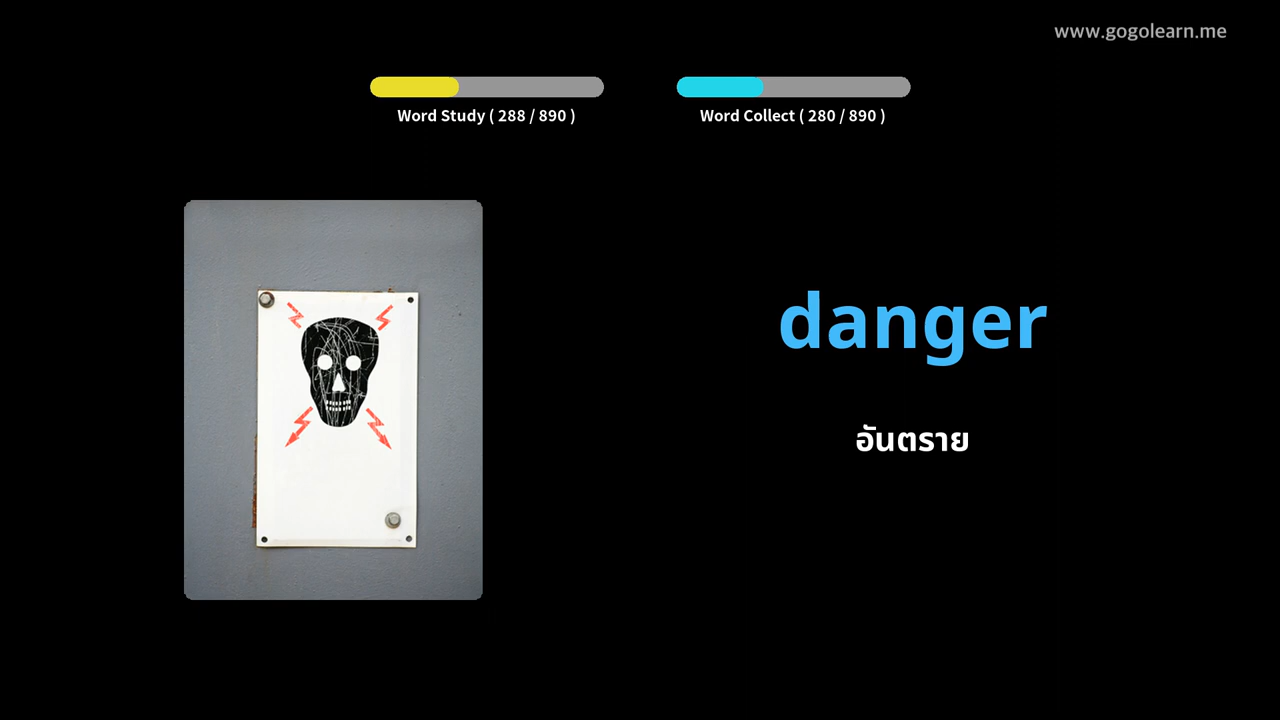 www.gogolearn.me
Word Study ( 288 / 890 )
Word Collect ( 280 / 890 )
danger
อันตราย